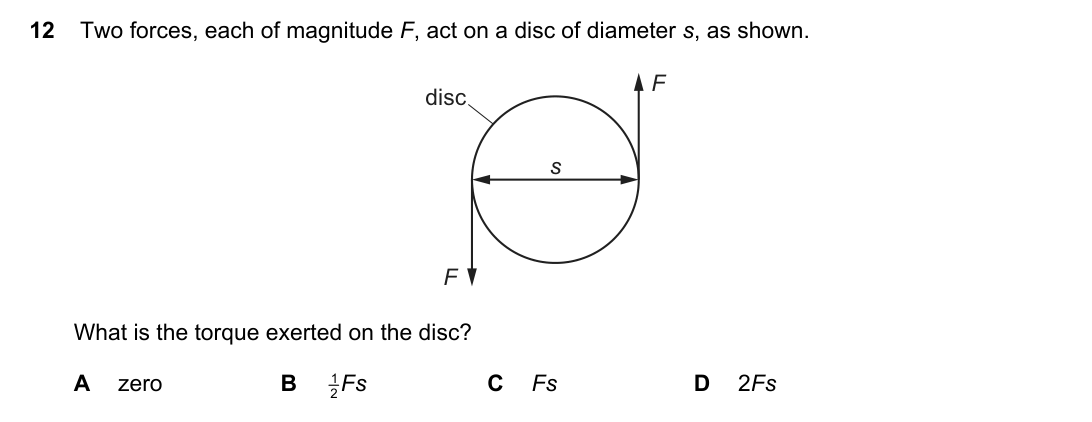 12 Two forces, each of magnitude F, act on a disc of diameter s, as shown.
F
disc
s
F
What is the torque exerted on the disc?
A zero B ½Fs C Fs D 2Fs